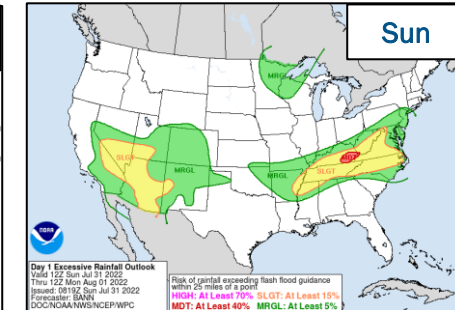 Sun
MRGL
SLGT
MRGL
MDT
SLGT
MRGL
NOAA
Day 1 Excessive Rainfall Outlook
Valid 12Z Sun Jul 31 2022
Thru 12Z Mon Aug 01 2022
Issued: 0819Z Sun Jul 31 2022
Forecaster: BANN
DOC/NOAA/NWS/NCEP/WPC
Risk of rainfall exceeding flash flood guidance
within 25 miles of a point
HIGH: At Least 70% SLGT: At Least 15%
MDT: At Least 40% MRGL: At Least 5%